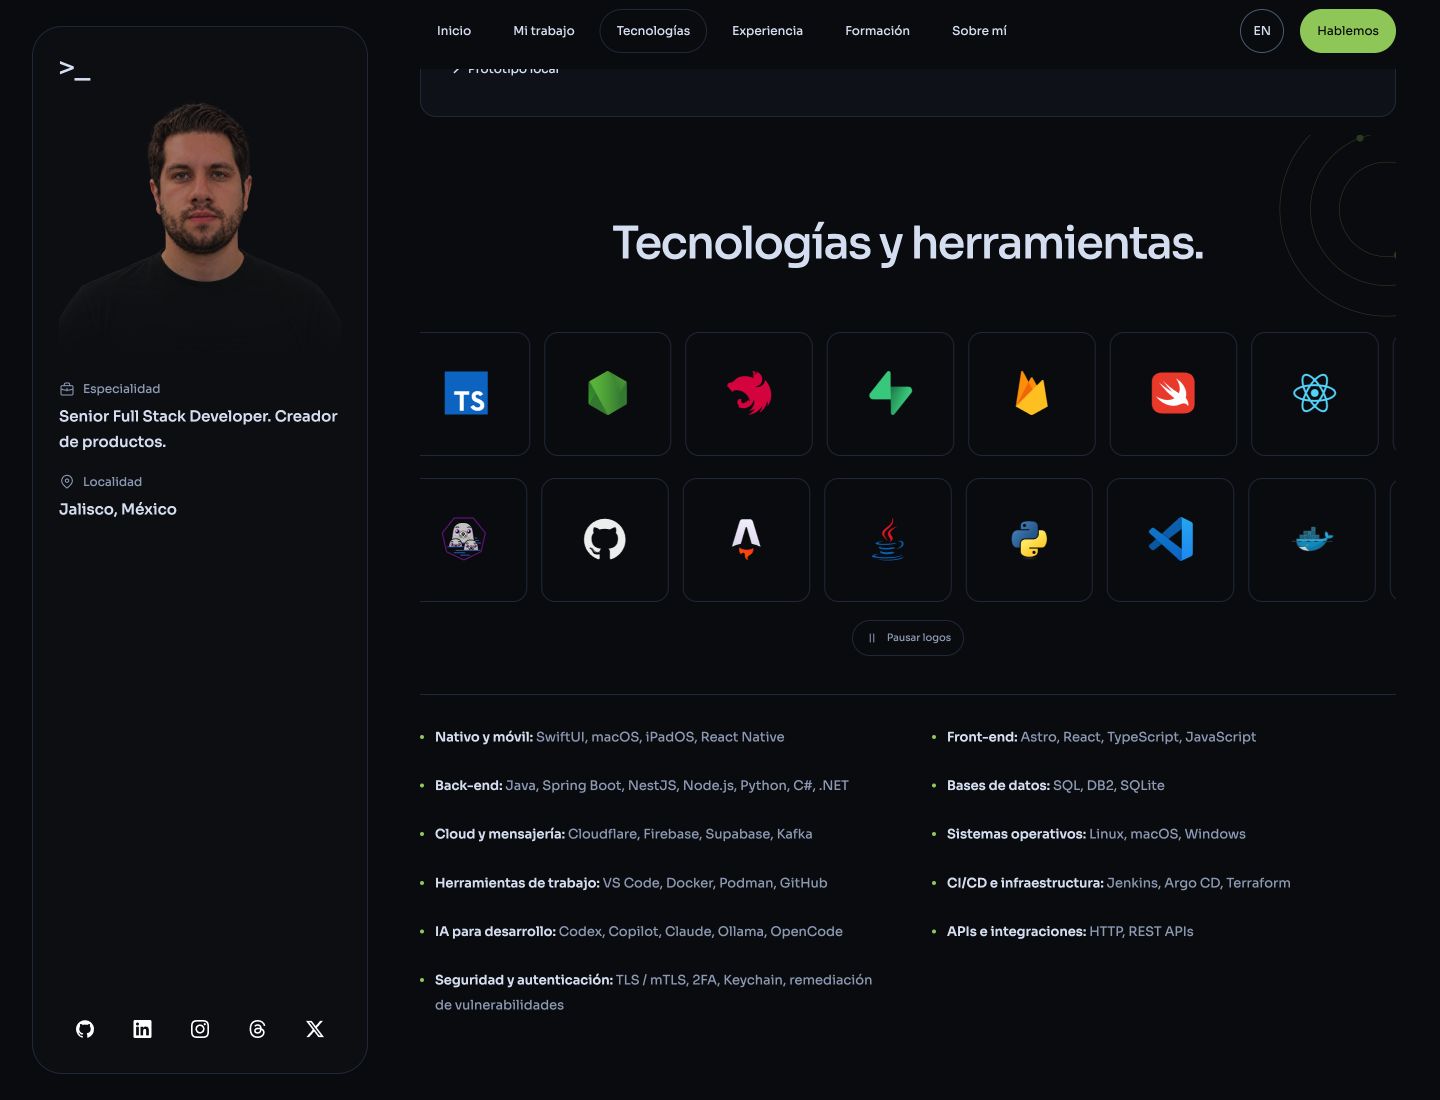 >_
Especialidad
Senior Full Stack Developer. Creador
de productos.
Localidad
Jalisco, México
Inicio
Mi trabajo
Tecnologías
Experiencia
Formación
Sobre mí
EN
Hablemos
Prototipo local
Tecnologías y herramientas.
TS
Pausar logos
Nativo y móvil: SwiftUI, macOS, iPadOS, React Native
Back-end: Java, Spring Boot, NestJS, Node.js, Python, C#, .NET
Cloud y mensajería: Cloudflare, Firebase, Supabase, Kafka
Herramientas de trabajo: VS Code, Docker, Podman, GitHub
IA para desarrollo: Codex, Copilot, Claude, Ollama, OpenCode
Seguridad y autenticación: TLS / mTLS, 2FA, Keychain, remediación
de vulnerabilidades
Front-end: Astro, React, TypeScript, JavaScript
Bases de datos: SQL, DB2, SQLite
Sistemas operativos: Linux, macOS, Windows
CI/CD e infraestructura: Jenkins, Argo CD, Terraform
APIs e integraciones: HTTP, REST APIs